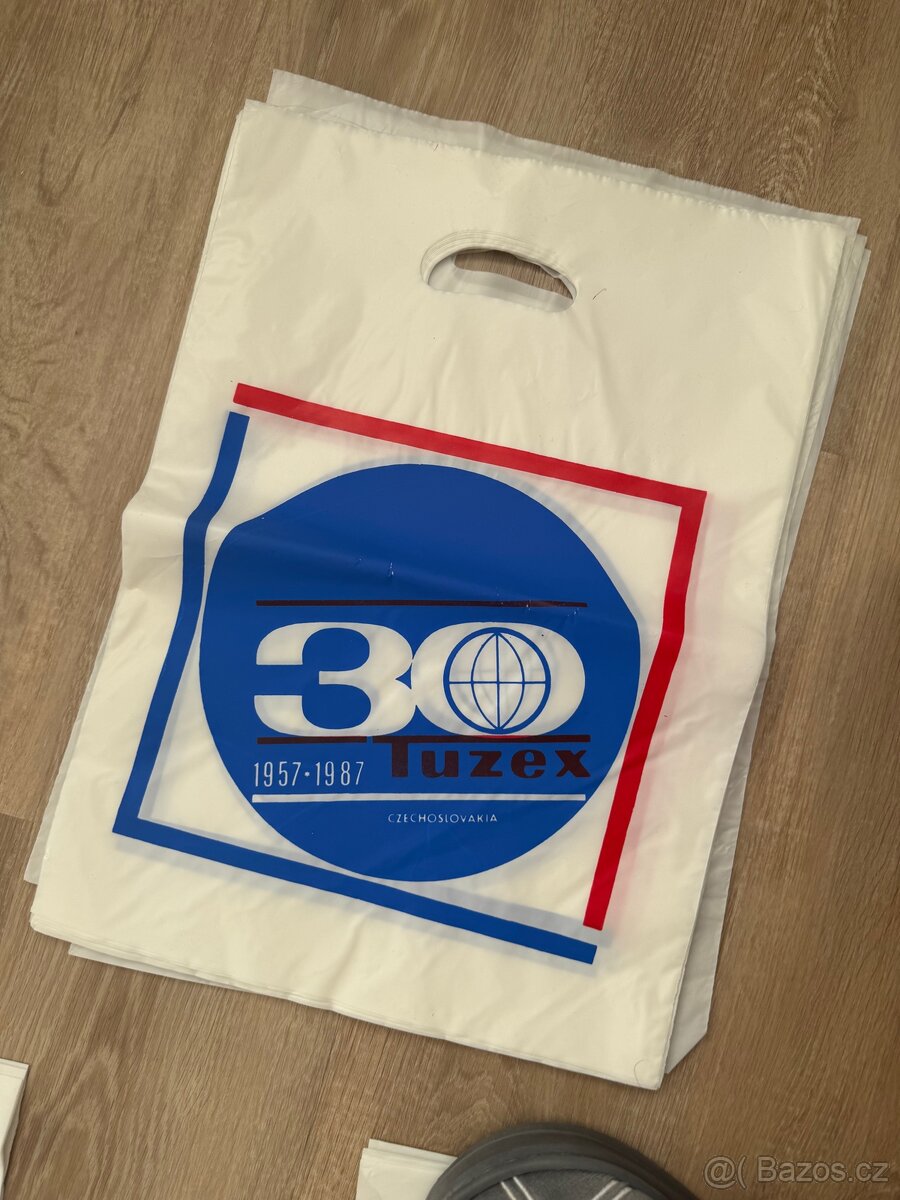 30
Tuzex
1957·1987
CZECHOSLOVAKIA
@( Bazos.cz